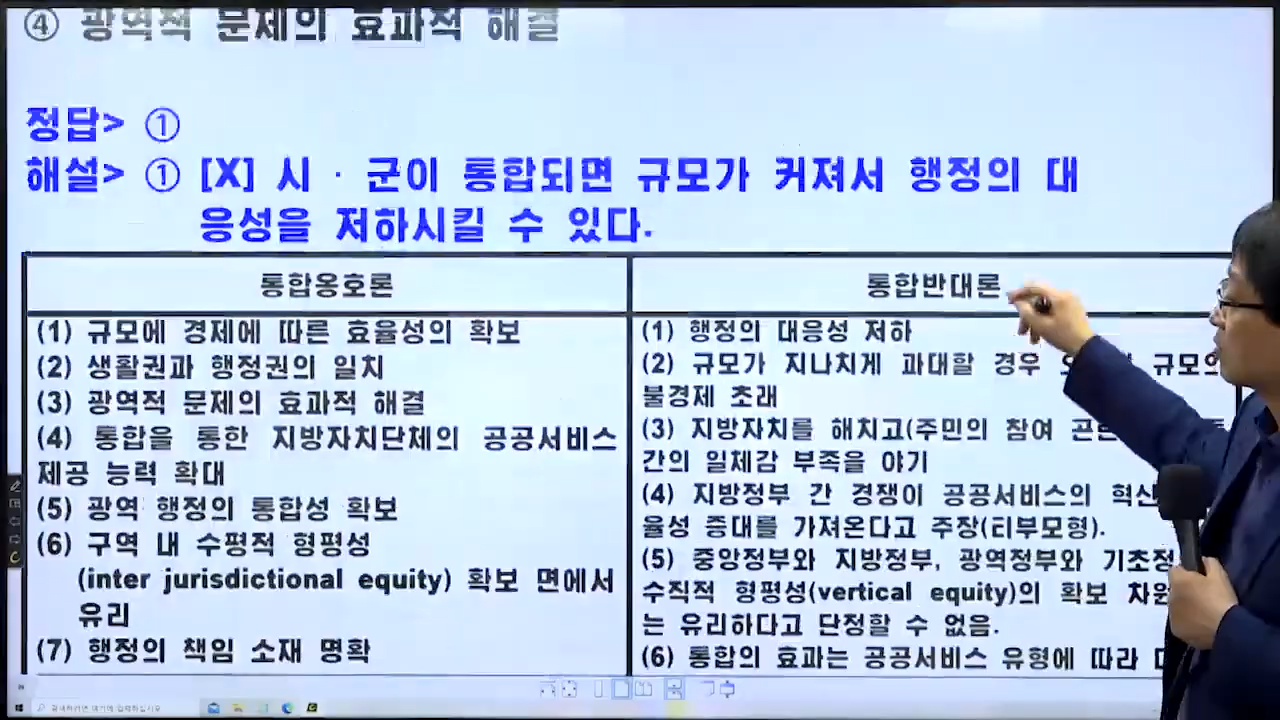 ④ 광역적 문제의 효과적 해결
정답> ①
해설> ① [X] 시 · 군이 통합되면 규모가 커져서 행정의 대
응성을 저하시킬 수 있다.
통합옹호론
(1) 규모에 경제에 따른 효율성의 확보
(2) 생활권과 행정권의 일치
(3) 광역적 문제의 효과적 해결
(4) 통합을 통한 지방자치단체의 공공서비스
제공 능력 확대
(5) 광역 행정의 통합성 확보
(6) 구역 내 수평적 형평성
(inter jurisdictional equity) 확보 면에서
유리
(7) 행정의 책임 소재 명확
통합반대론
(1) 행정의 대응성 저하
(2) 규모가 지나치게 과대할 경우 규모의
불경제 초래
(3) 지방자치를 해치고(주민의 참여
간의 일체감 부족을 야기
(4) 지방정부 간 경쟁이 공공서비스의 혁신
율성 증대를 가져온다고 주장(티부모형).
(5) 중앙정부와 지방정부, 광역정부와 기초정
수직적 형평성(vertical equity)의 확보 차원
는 유리하다고 단정할 수 없음.
(6) 통합의 효과는 공공서비스 유형에 따라